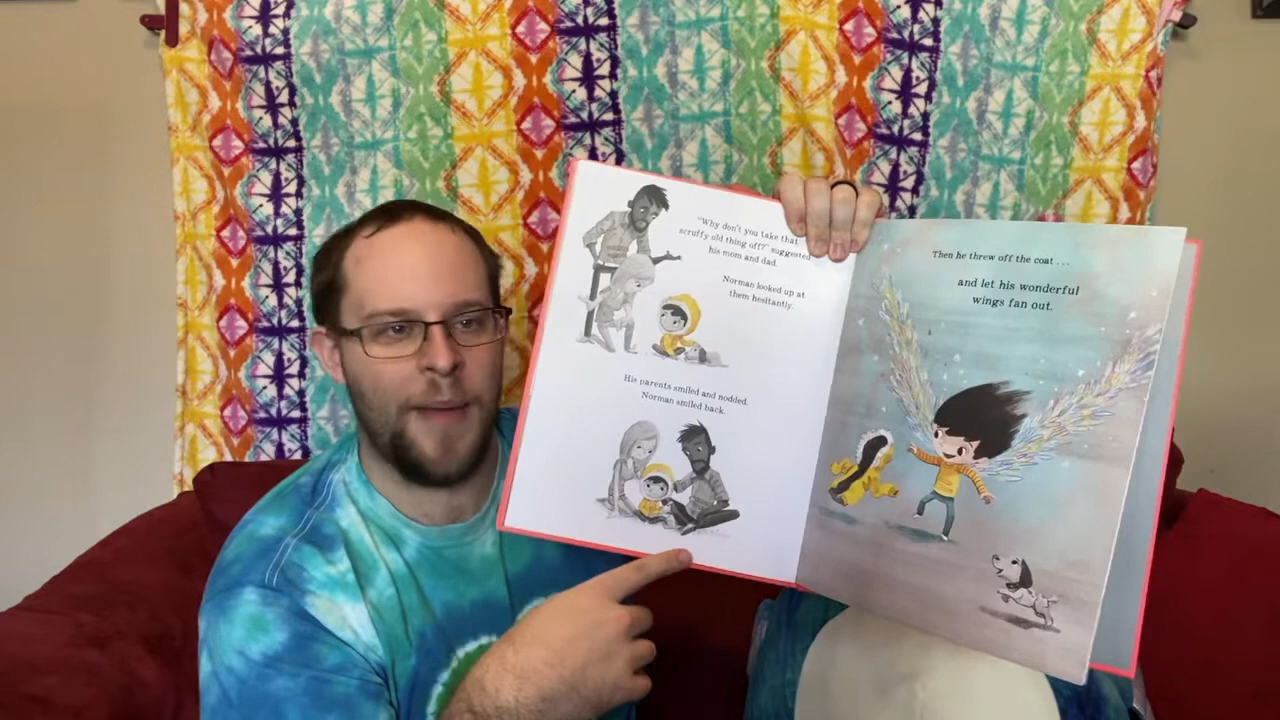 "Why don't you take that
scruffy old thing off?" suggested
his mom and dad.
Norman looked up at
them hesitantly.
His parents smiled and nodded.
Norman smiled back.
Then he threw off the coat . . .
and let his wonderful
wings fan out.